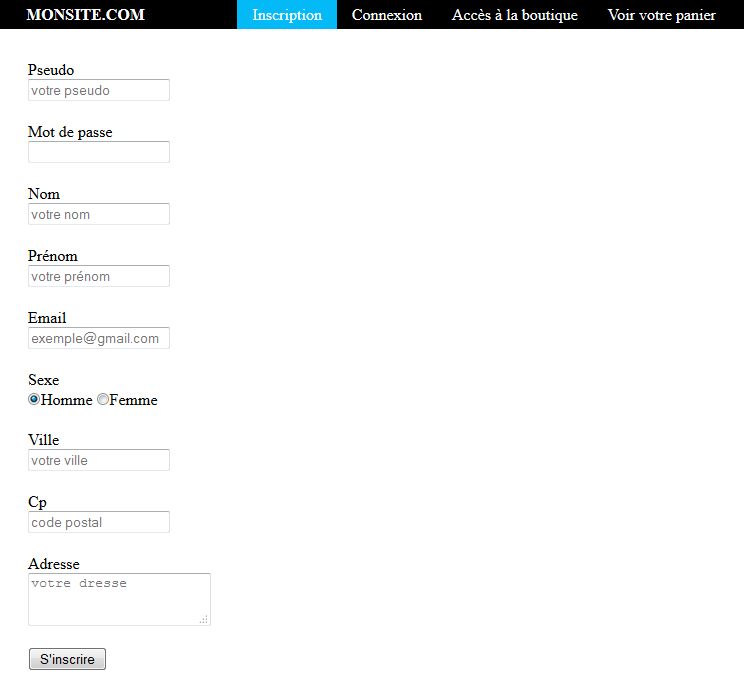 MONSITE.COM Inscription Connexion Accès à la boutique Voir votre panier
Pseudo
votre pseudo
Mot de passe
Nom
votre nom
Prénom
votre prénom
Email
exemple@gmail.com
Sexe
Homme Femme
Ville
votre ville
Cp
code postal
Adresse
votre dresse
S'inscrire